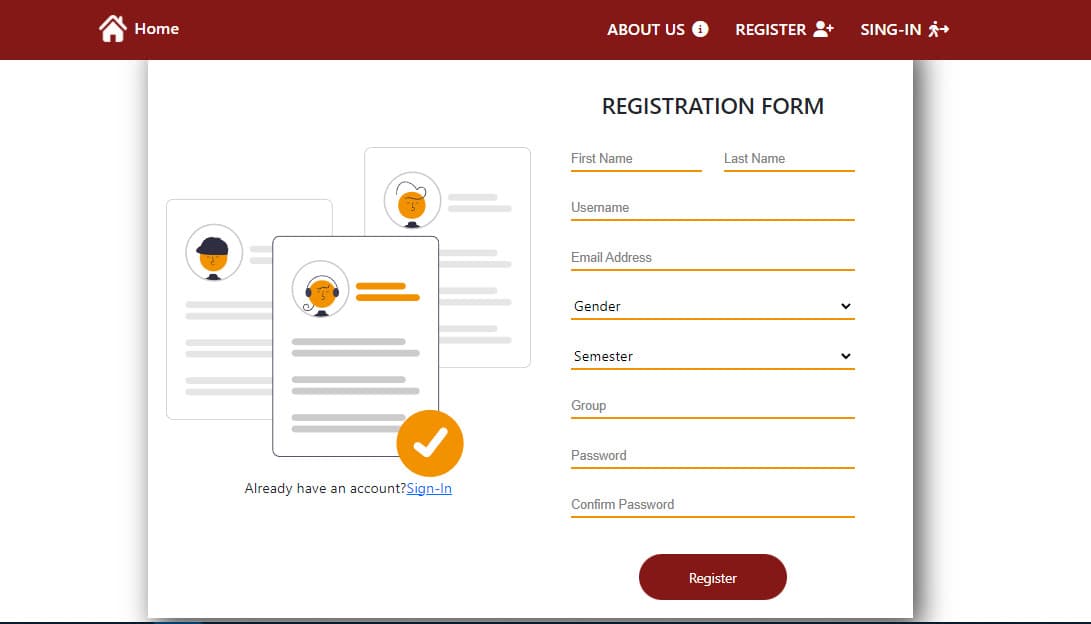 Home
ABOUT US
REGISTER
SING-IN
REGISTRATION FORM
First Name
Last Name
Username
Email Address
Gender
Semester
Group
Password
Confirm Password
Already have an account?Sign-In
Register